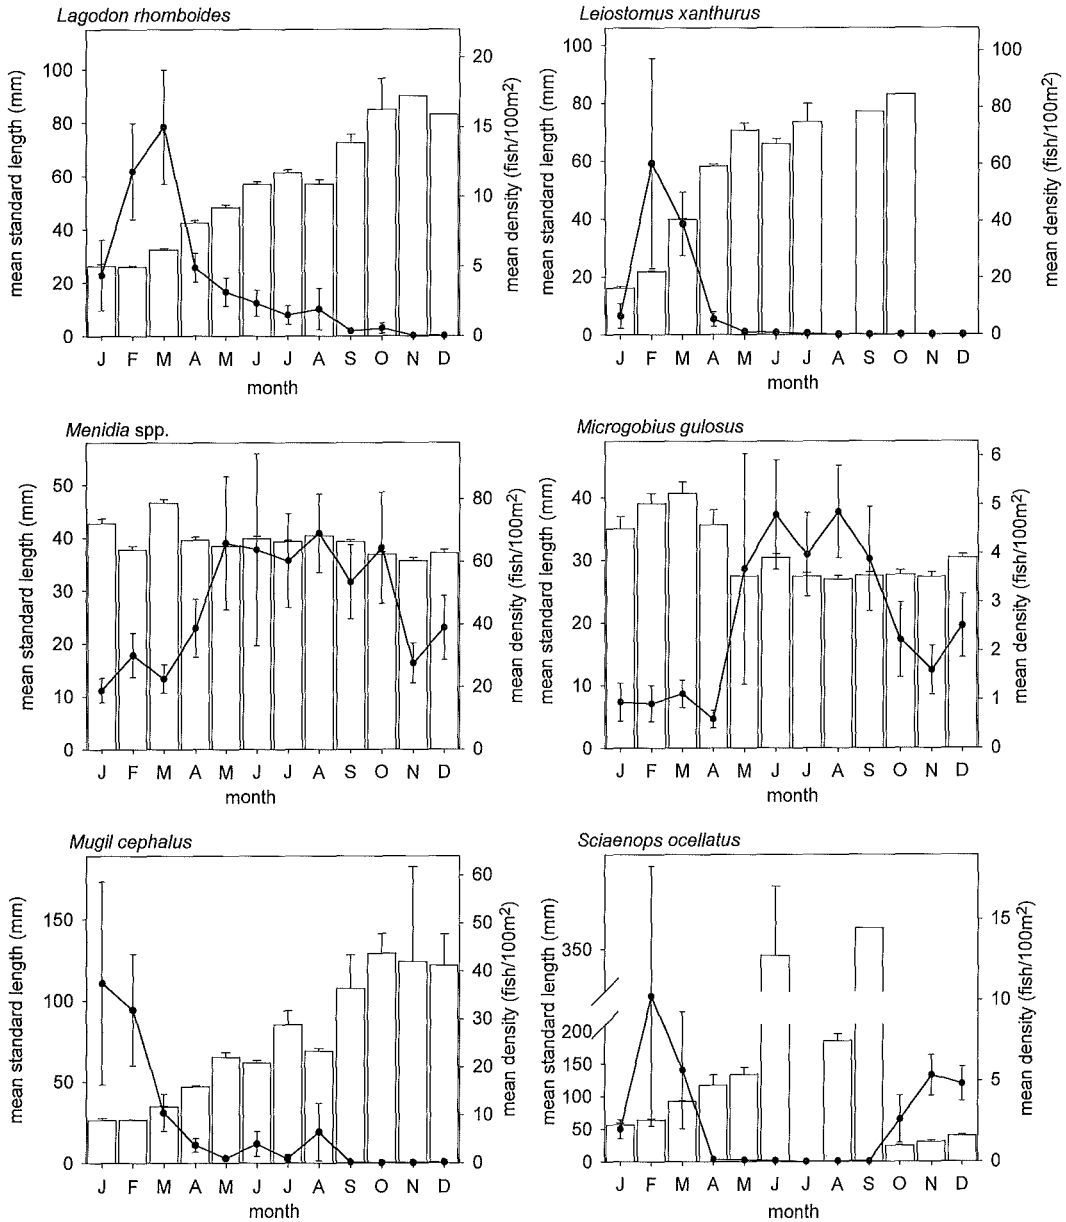 Lagodon rhomboides
mean standard length (mm)
100
80
60
40
20
0
mean density (fish/100m²)
20
15
10
5
0
J F M A M J J A S O N D
month
Leiostomus xanthurus
mean standard length (mm)
100
80
60
40
20
0
mean density (fish/100m²)
100
80
60
40
20
0
J F M A M J J A S O N D
month
Menidia spp.
mean standard length (mm)
50
40
30
20
10
0
mean density (fish/100m²)
80
60
40
20
0
J F M A M J J A S O N D
month
Microgobius gulosus
mean standard length (mm)
40
30
20
10
0
mean density (fish/100m²)
6
5
4
3
2
1
0
J F M A M J J A S O N D
month
Mugil cephalus
mean standard length (mm)
150
100
50
0
mean density (fish/100m²)
60
50
40
30
20
10
0
J F M A M J J A S O N D
month
Sciaenops ocellatus
mean standard length (mm)
350
200
150
100
50
0
mean density (fish/100m²)
15
10
5
0
J F M A M J J A S O N D
month